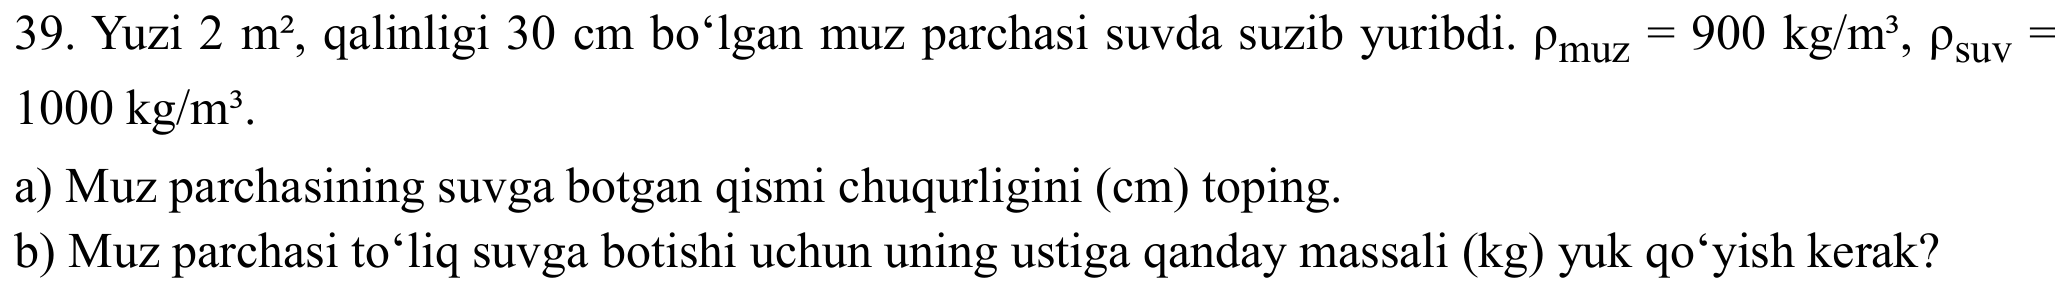 39. Yuzi 2 m², qalinligi 30 cm bo‘lgan muz parchasi suvda suzib yuribdi. ρmuz = 900 kg/m³, ρsuv =
1000 kg/m³.
a) Muz parchasining suvga botgan qismi chuqurligini (cm) toping.
b) Muz parchasi to‘liq suvga botishi uchun uning ustiga qanday massali (kg) yuk qo‘yish kerak?